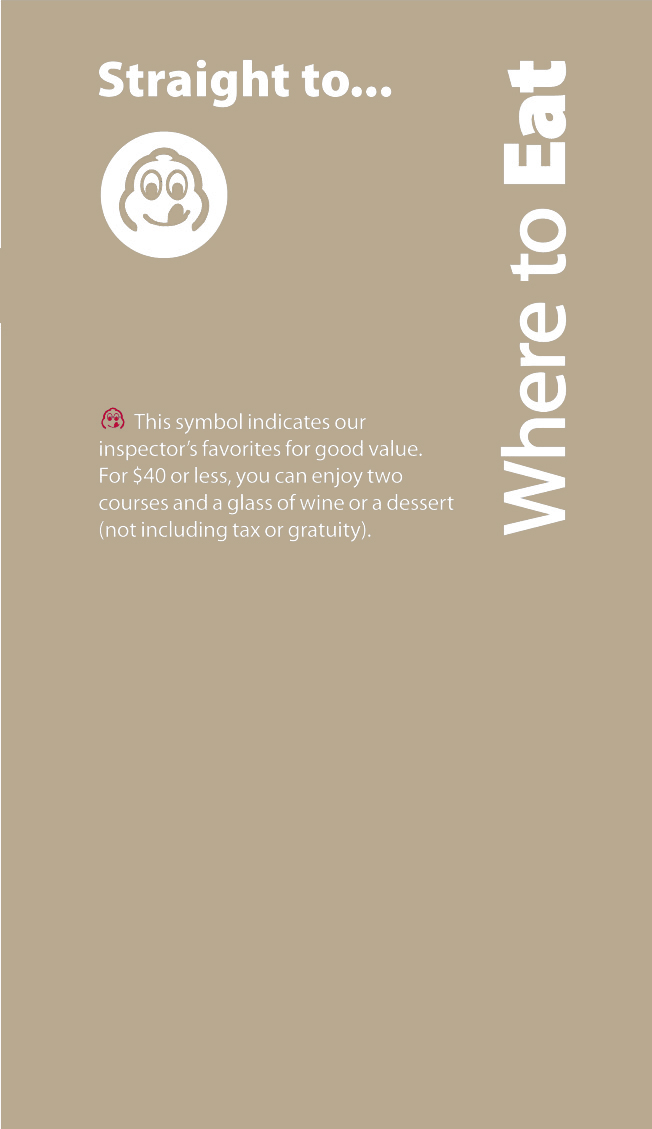 Straight to...
Where to Eat
This symbol indicates our
inspector’s favorites for good value.
For $40 or less, you can enjoy two
courses and a glass of wine or a dessert
(not including tax or gratuity).